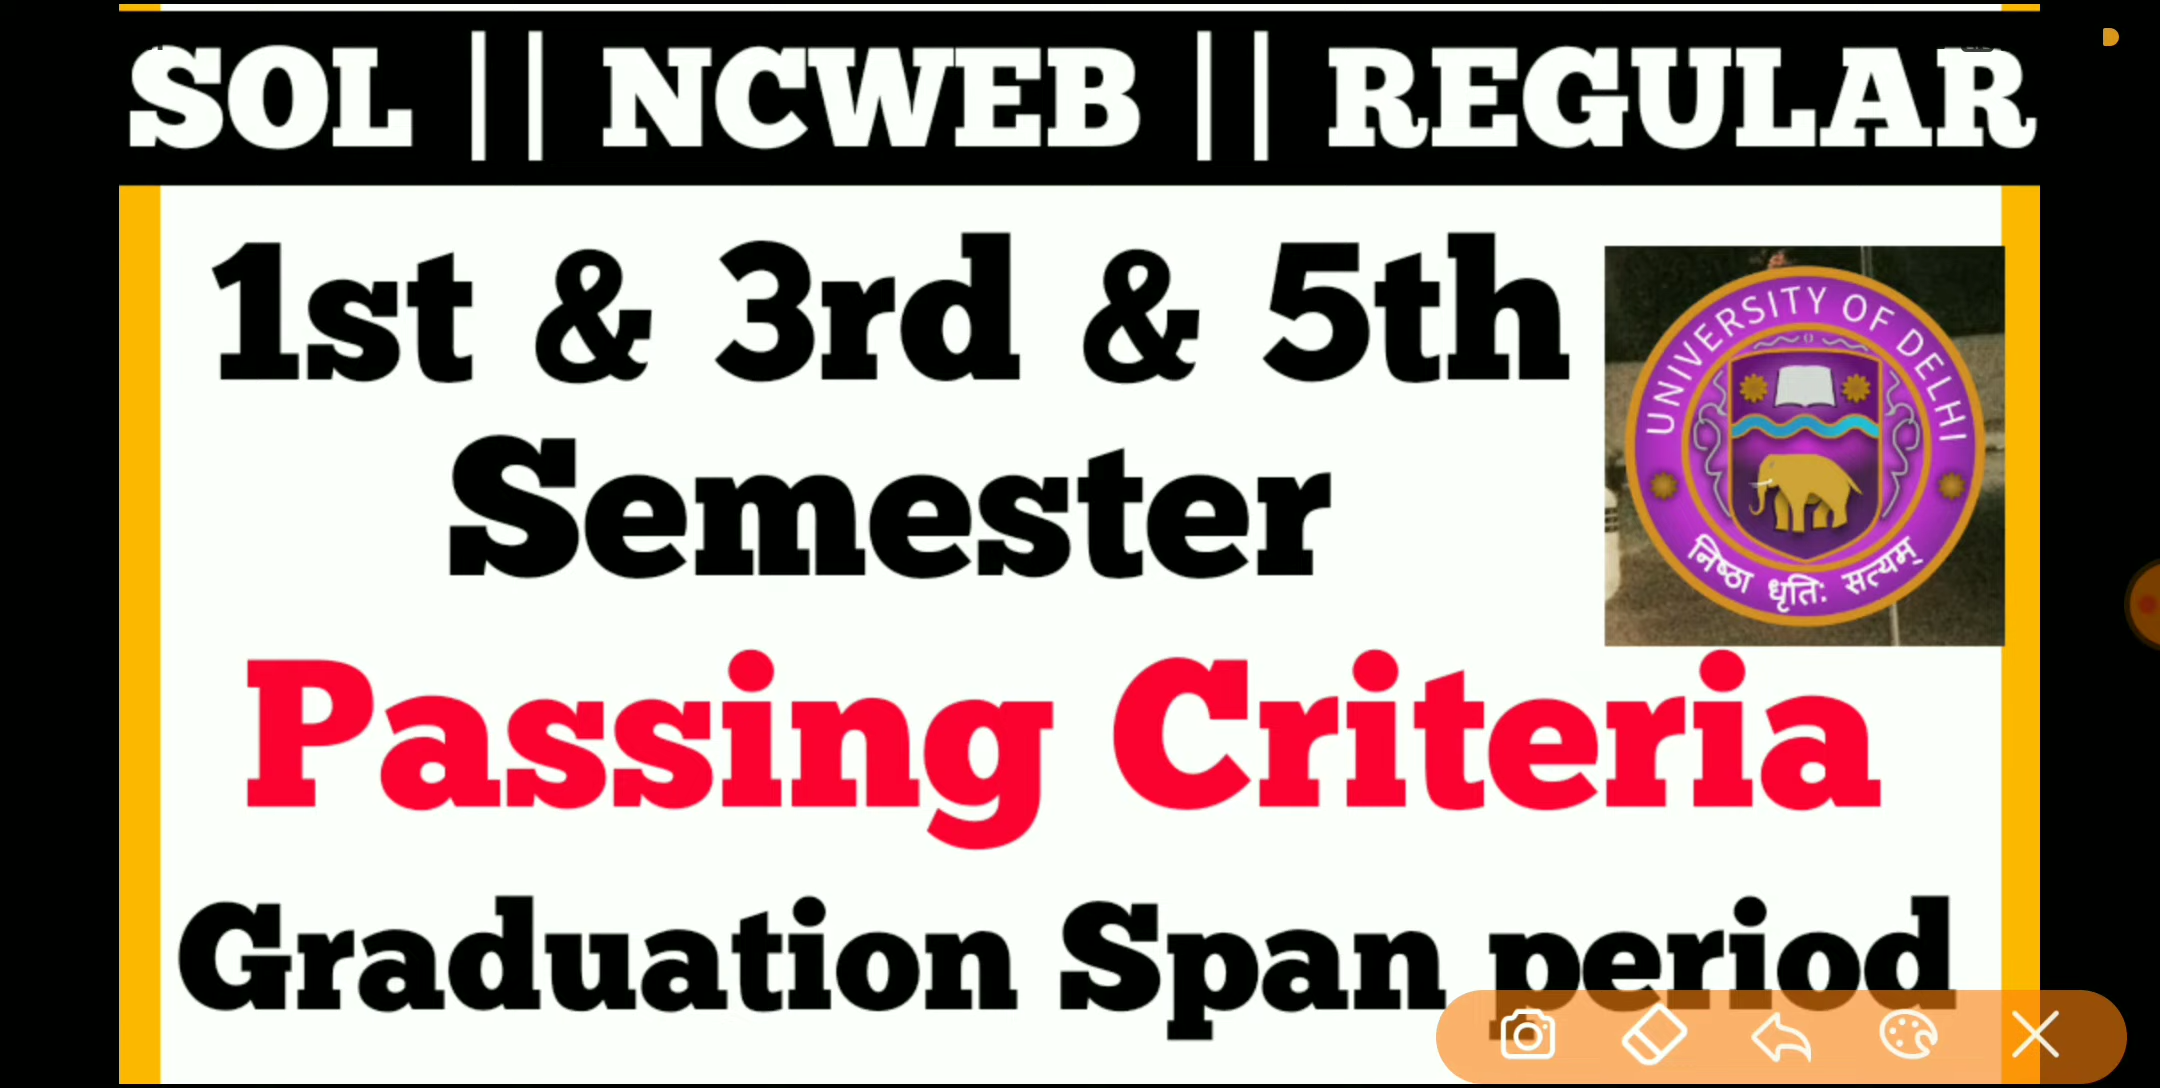 SOL || NCWEB || REGULAR
1st & 3rd & 5th
Semester
UNIVERSITY OF DELHI
निष्ठा धृतिः सत्यम्
Passing Criteria
Graduation Span period